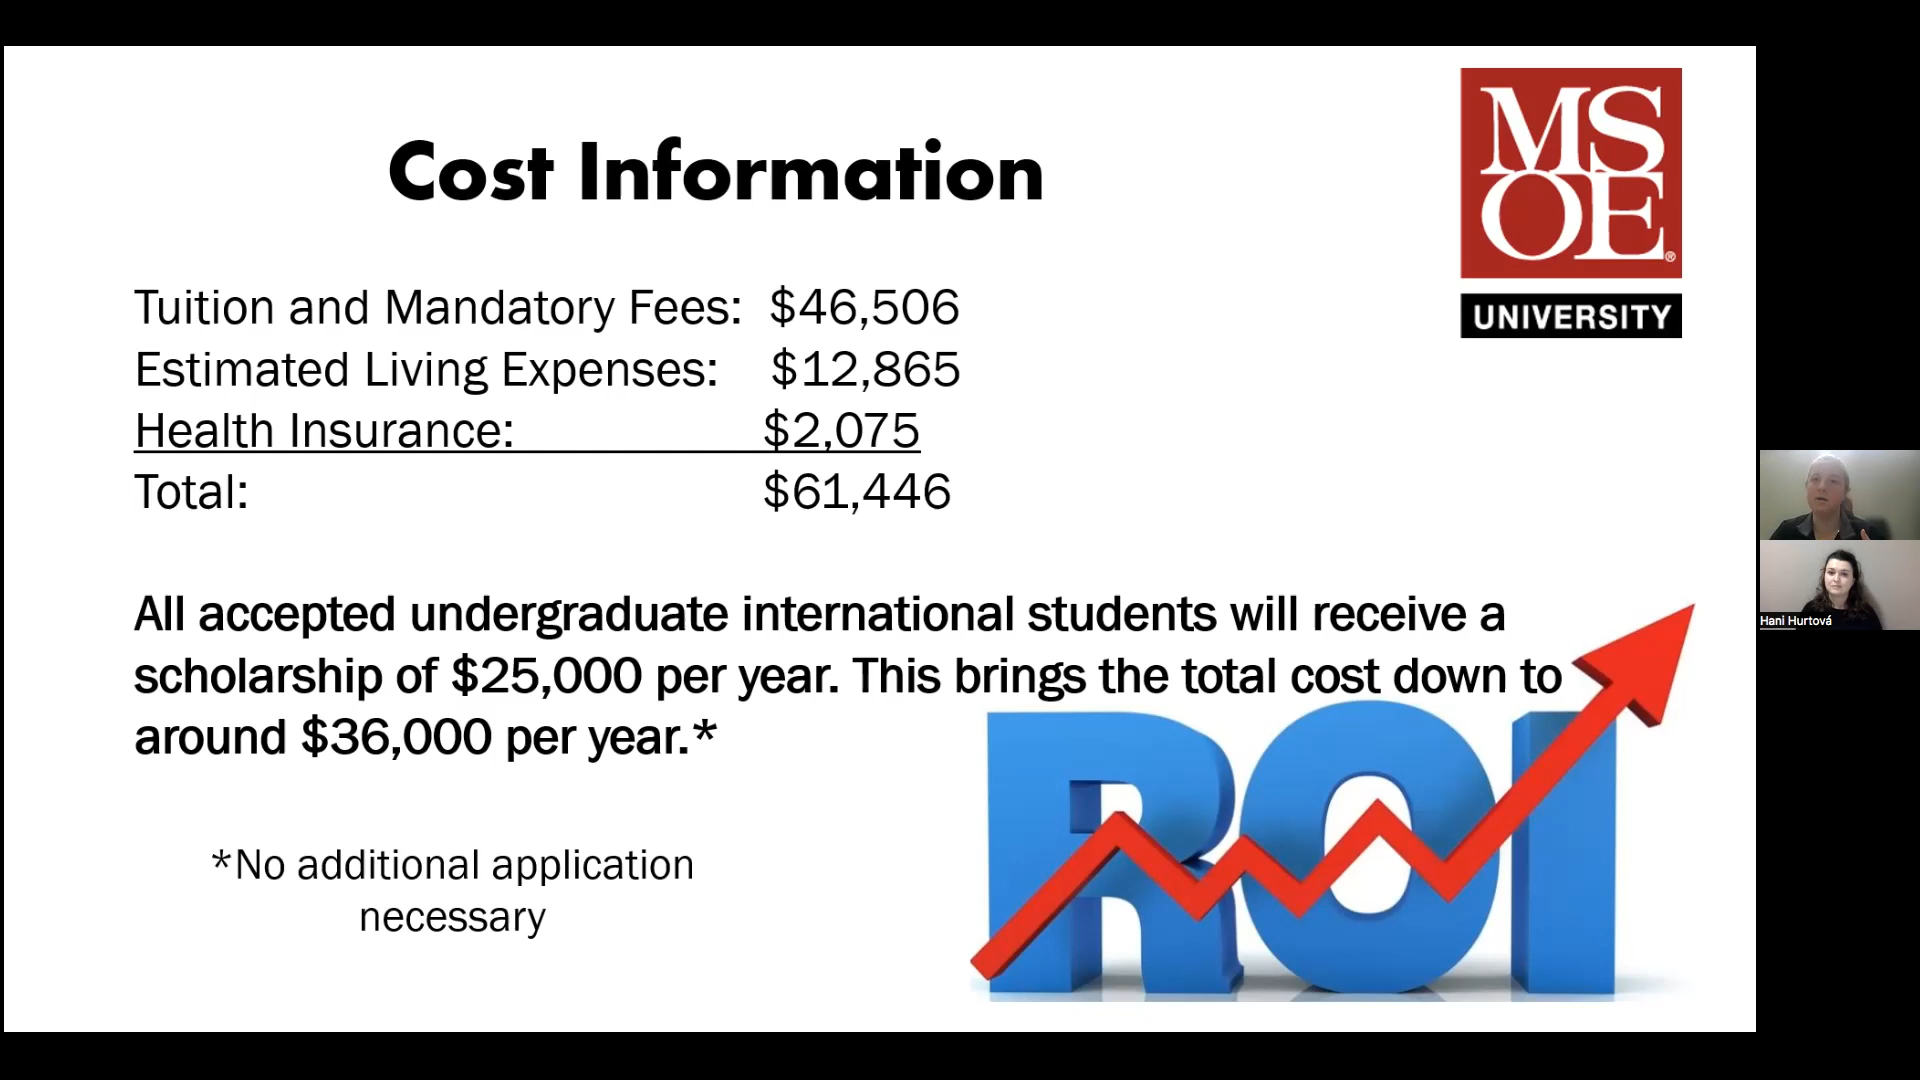 Cost Information
MS
OE®
UNIVERSITY
Tuition and Mandatory Fees: $46,506
Estimated Living Expenses: $12,865
Health Insurance: $2,075
Total: $61,446
All accepted undergraduate international students will receive a
scholarship of $25,000 per year. This brings the total cost down to
around $36,000 per year.*
*No additional application
necessary
ROI
Hani Hurtová